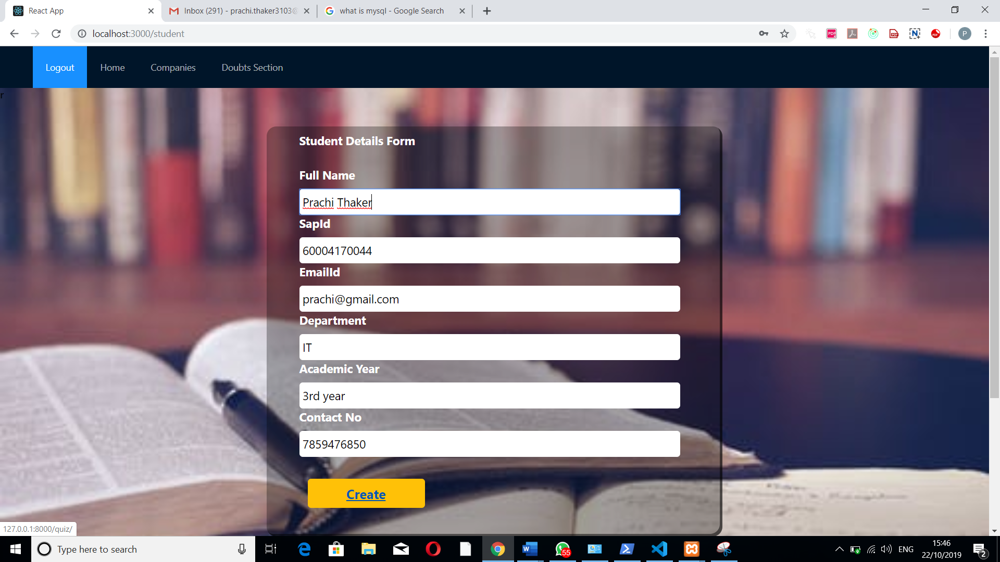 React App
Inbox (291) - prachi.thaker3103@
what is mysql - Google Search
localhost:3000/student
P
Logout
Home
Companies
Doubts Section
r
Student Details Form
Full Name
Prachi Thaker
SapId
60004170044
EmailId
prachi@gmail.com
Department
IT
Academic Year
3rd year
Contact No
7859476850
Create
127.0.0.1:8000/quiz/
Type here to search
55
ENG
15:46
22/10/2019
2